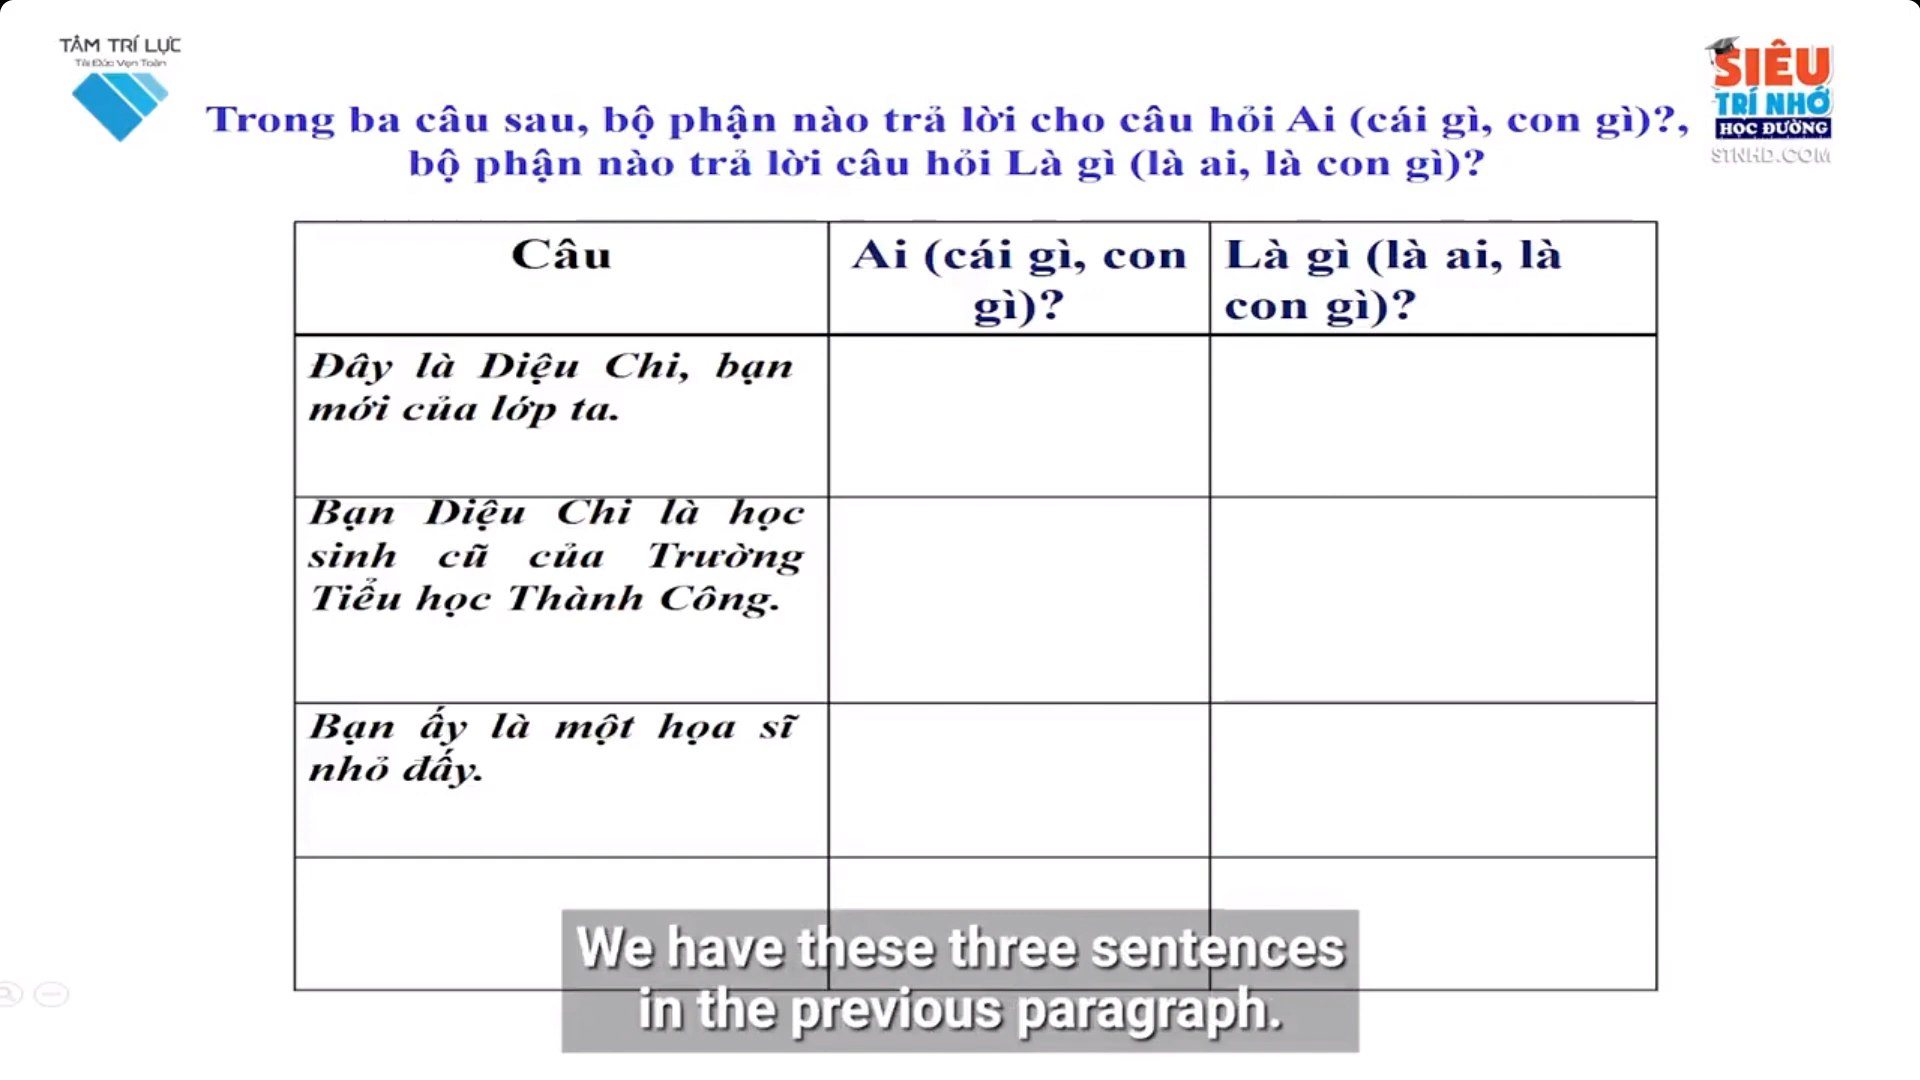 TÂM TRÍ LỰC
Tài Đức Vẹn Toàn
SIÊU
TRÍ NHỚ
HỌC ĐƯỜNG
STNHD.COM
Trong ba câu sau, bộ phận nào trả lời cho câu hỏi Ai (cái gì, con gì)?,
bộ phận nào trả lời câu hỏi Là gì (là ai, là con gì)?
Câu
Ai (cái gì, con
gì)?
Là gì (là ai, là
con gì)?
Đây là Diệu Chi, bạn
mới của lớp ta.
Bạn Diệu Chi là học
sinh cũ của Trường
Tiểu học Thành Công.
Bạn ấy là một họa sĩ
nhỏ đấy.
We have these three sentences
in the previous paragraph.